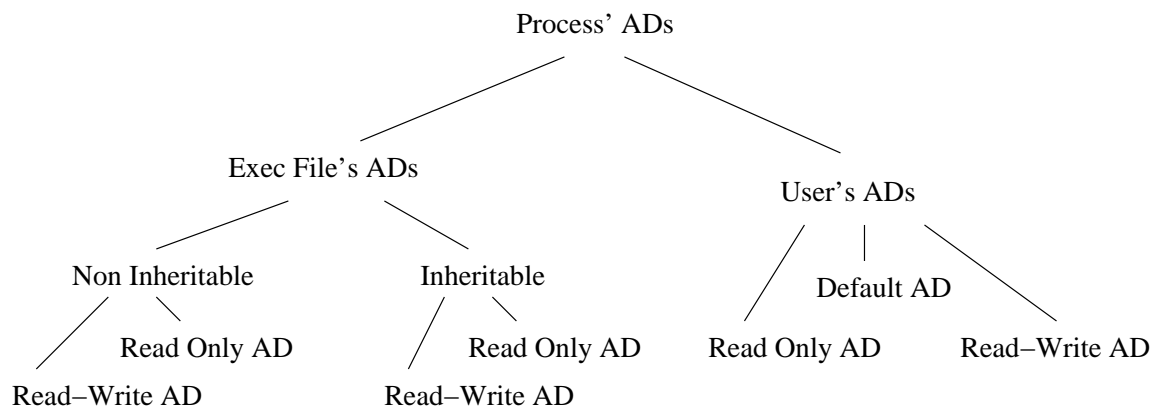 Process’ ADs
Exec File’s ADs
User’s ADs
Non Inheritable
Inheritable
Default AD
Read Only AD
Read Only AD
Read Only AD
Read−Write AD
Read−Write AD
Read−Write AD